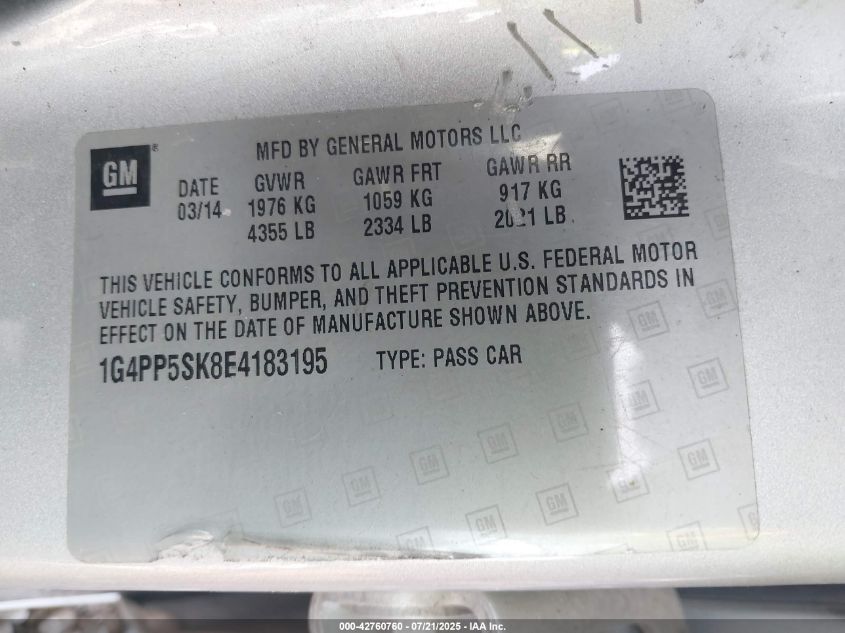 MFD BY GENERAL MOTORS LLC
GM®
DATE GVWR GAWR FRT GAWR RR
03/14 1976 KG 1059 KG 917 KG
4355 LB 2334 LB 2021 LB
THIS VEHICLE CONFORMS TO ALL APPLICABLE U.S. FEDERAL MOTOR
VEHICLE SAFETY, BUMPER, AND THEFT PREVENTION STANDARDS IN
EFFECT ON THE DATE OF MANUFACTURE SHOWN ABOVE.
1G4PP5SK8E4183195 TYPE: PASS CAR
000-42760760 - 07/21/2025 - IAA Inc.